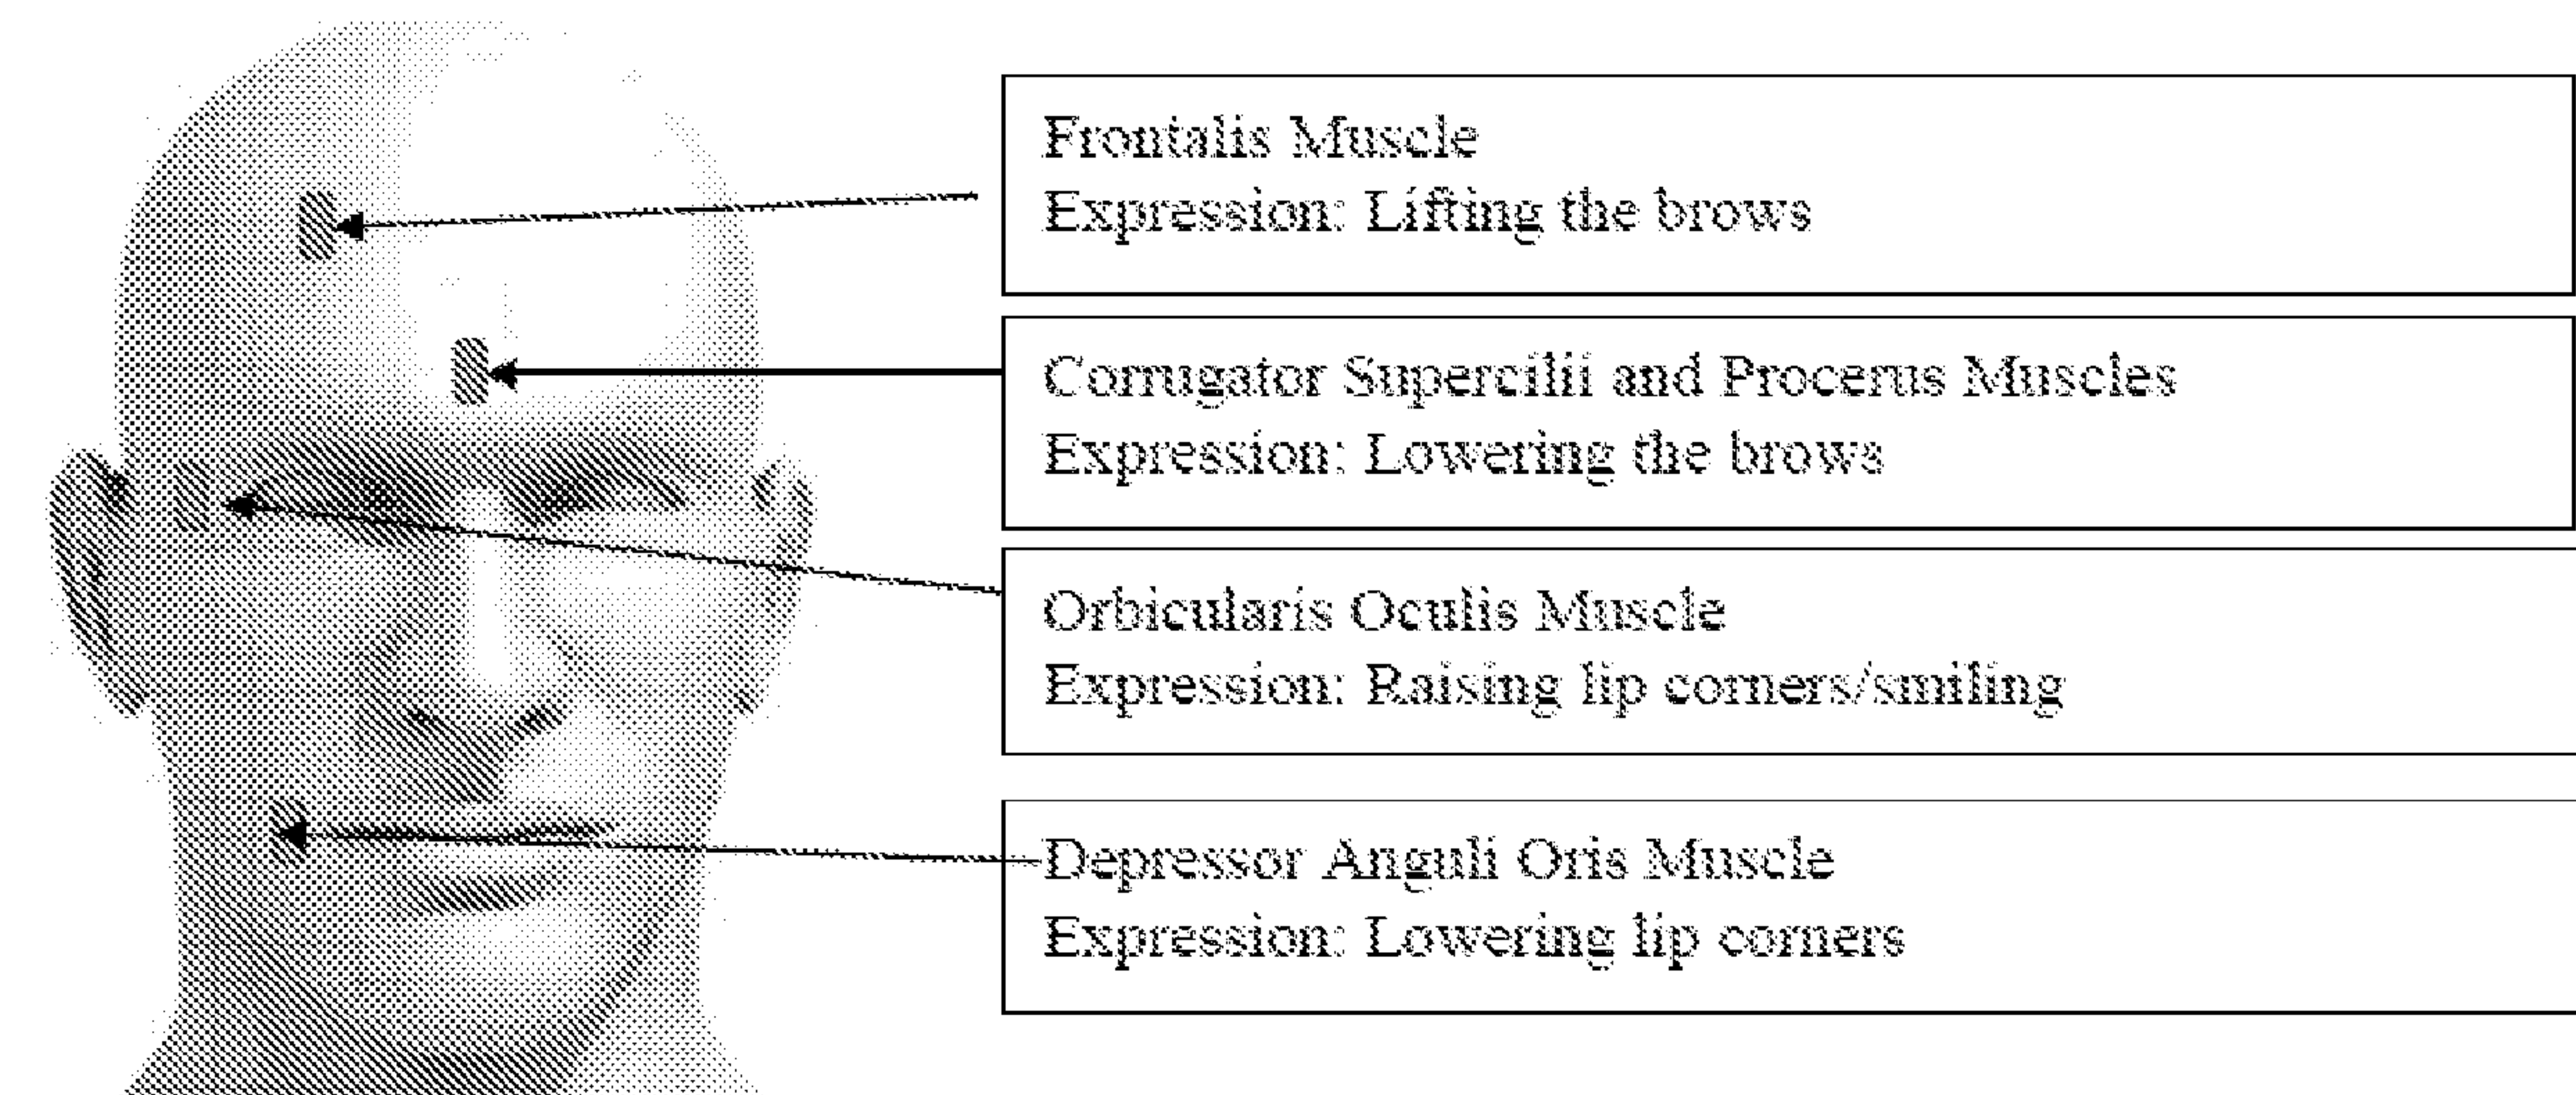 Frontalis Muscle
Expression: Lifting the brows
Corrugator Supercilii and Procerus Muscles
Expression: Lowering the brows
Orbicularis Oculis Muscle
Expression: Raising lip corners/smiling
Depressor Anguli Oris Muscle
Expression: Lowering lip corners